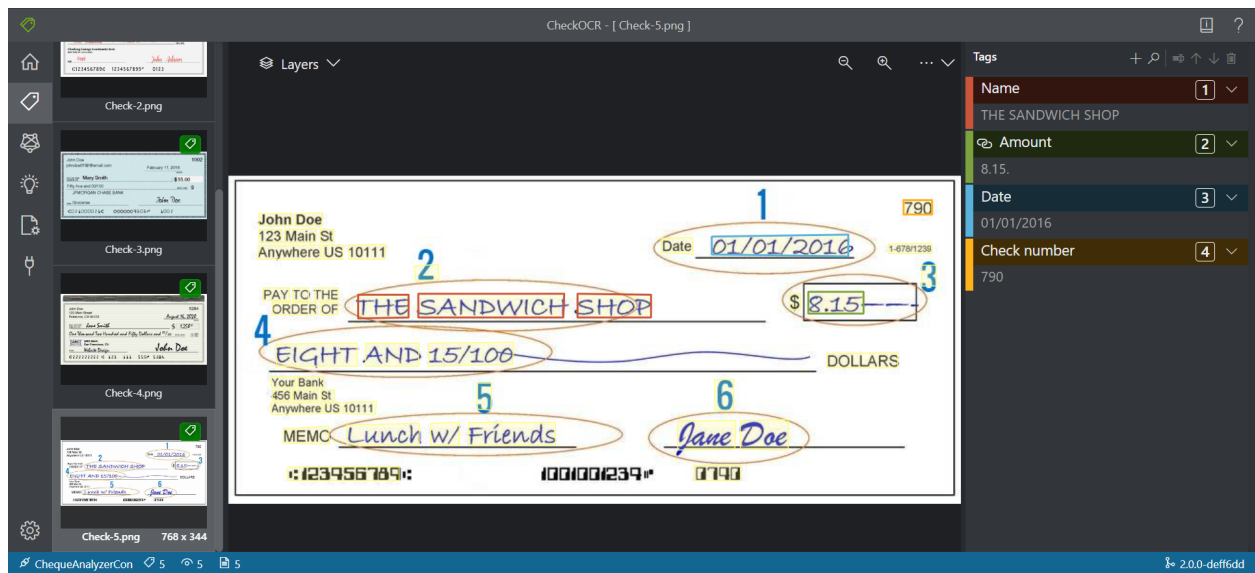 CheckOCR - [ Check-5.png ]
Check-2.png
Check-3.png
Check-4.png
Check-5.png 768 x 344
Layers
John Doe
123 Main St
Anywhere US 10111
1
790
Date 01/01/2016
1-678/1239
2
3
PAY TO THE
ORDER OF THE SANDWICH SHOP
$ 8.15
4
EIGHT AND 15/100
DOLLARS
Your Bank
456 Main St
Anywhere US 10111
5
6
MEMO Lunch w/ Friends
Jane Doe
⑆123456789⑆ 1001001234⑈ 0790
Tags
Name 1
THE SANDWICH SHOP
Amount 2
8.15.
Date 3
01/01/2016
Check number 4
790
ChequeAnalyzerCon 5 5 5
2.0.0-deff6dd